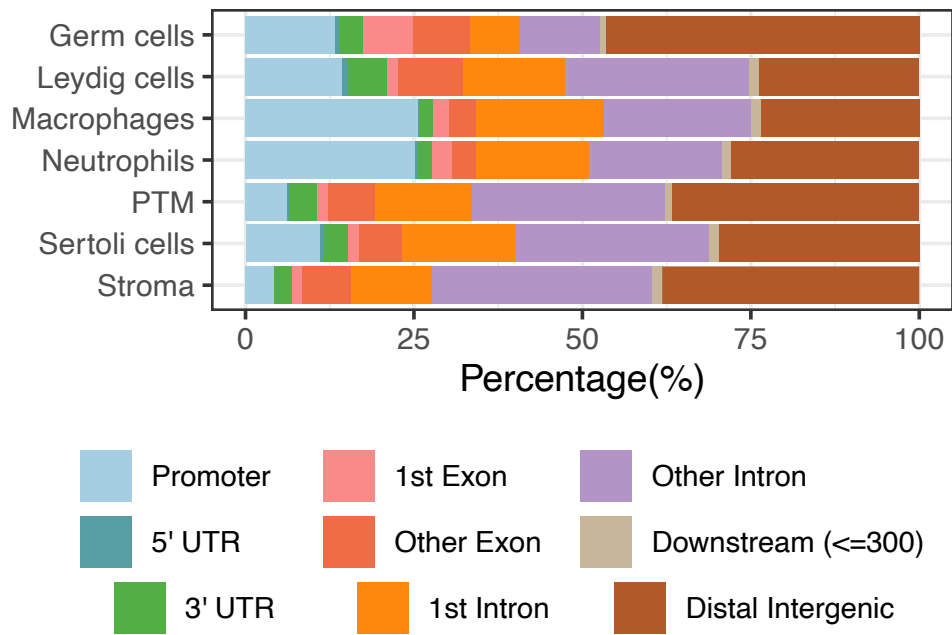 Germ cells
Leydig cells
Macrophages
Neutrophils
PTM
Sertoli cells
Stroma
0 25 50 75 100
Percentage(%)
Promoter 1st Exon Other Intron
5' UTR Other Exon Downstream (<=300)
3' UTR 1st Intron Distal Intergenic